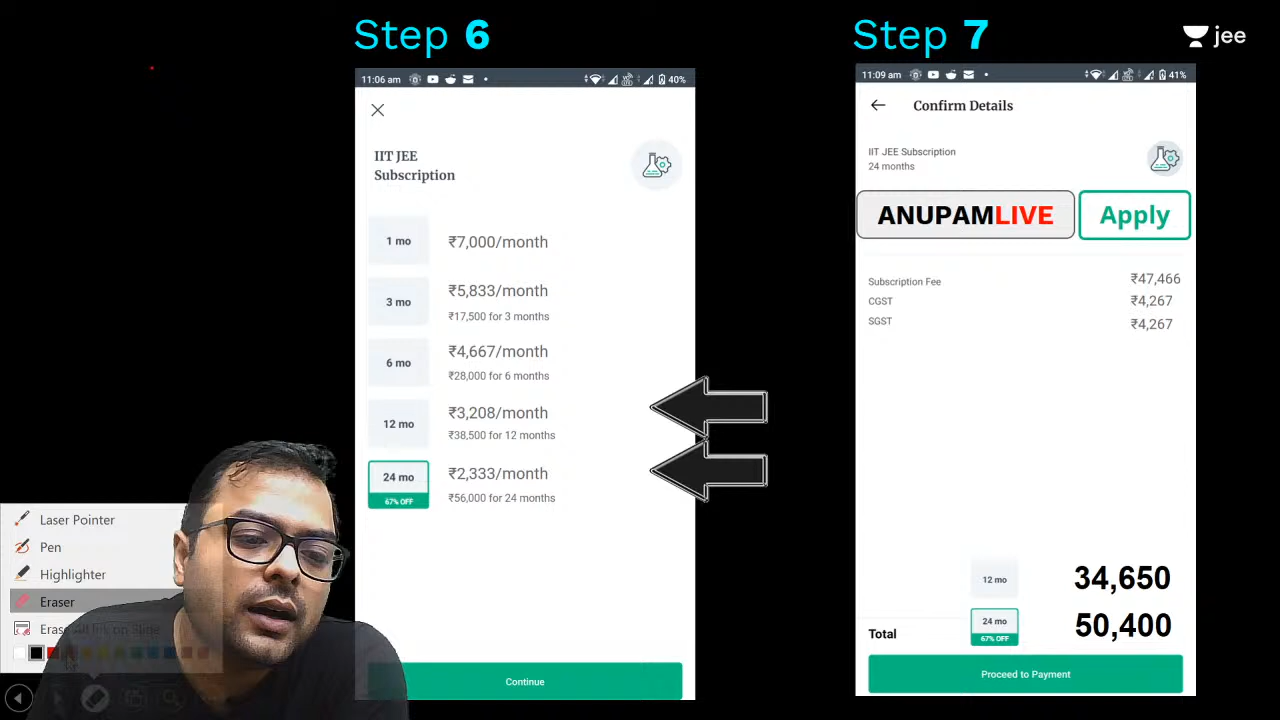 Step 6
Step 7
jee
11:06 am
40%
IIT JEE
Subscription
1 mo
₹7,000/month
3 mo
₹5,833/month
₹17,500 for 3 months
6 mo
₹4,667/month
₹28,000 for 6 months
12 mo
₹3,208/month
₹38,500 for 12 months
24 mo
67% OFF
₹2,333/month
₹56,000 for 24 months
Continue
11:09 am
41%
Confirm Details
IIT JEE Subscription
24 months
ANUPAMLIVE
Apply
Subscription Fee
₹47,466
CGST
₹4,267
SGST
₹4,267
12 mo
34,650
24 mo
67% OFF
50,400
Total
Proceed to Payment
Laser Pointer
Pen
Highlighter
Eraser
Erase All Ink on Slide